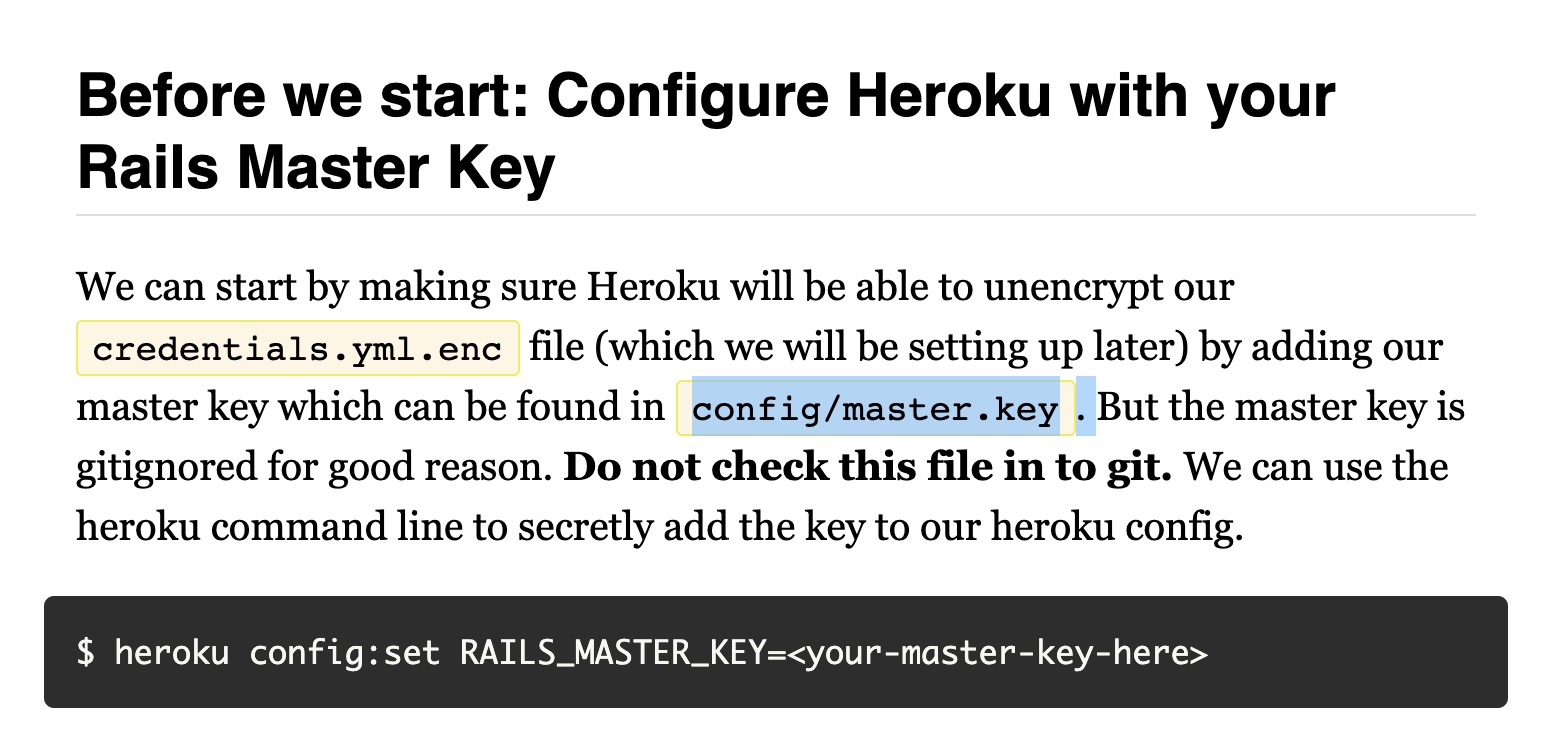 Before we start: Configure Heroku with your
Rails Master Key
We can start by making sure Heroku will be able to unencrypt our
credentials.yml.enc file (which we will be setting up later) by adding our
master key which can be found in config/master.key . But the master key is
gitignored for good reason. Do not check this file in to git. We can use the
heroku command line to secretly add the key to our heroku config.
$ heroku config:set RAILS_MASTER_KEY=<your-master-key-here>